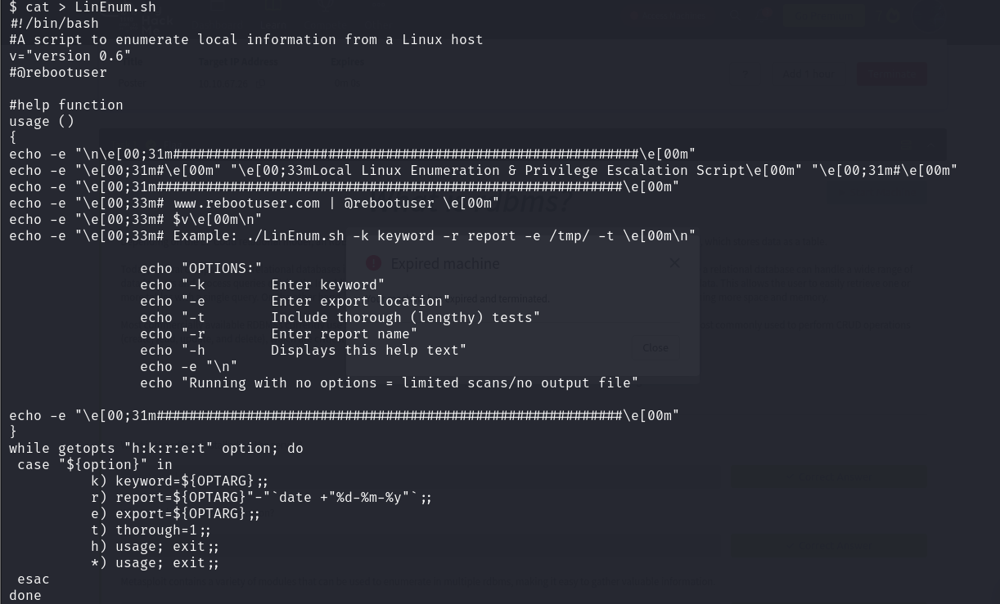 $ cat > LinEnum.sh
#!/bin/bash
#A script to enumerate local information from a Linux host
v="version 0.6"
#@rebootuser

#help function
usage ()
{
echo -e "\n\e[00;31m#########################################################\e[00m"
echo -e "\e[00;31m#\e[00m" "\e[00;33mLocal Linux Enumeration & Privilege Escalation Script\e[00m" "\e[00;31m#\e[00m"
echo -e "\e[00;31m#########################################################\e[00m"
echo -e "\e[00;33m# www.rebootuser.com | @rebootuser \e[00m"
echo -e "\e[00;33m# $v\e[00m\n"
echo -e "\e[00;33m# Example: ./LinEnum.sh -k keyword -r report -e /tmp/ -t \e[00m\n"

                echo "OPTIONS:"
Expired machine
                echo "-k        Enter keyword"
                echo "-e        Enter export location"
expired and terminated.
                echo "-t        Include thorough (lengthy) tests"
                echo "-r        Enter report name"
                echo "-h        Displays this help text"
Close
                echo -e "\n"
                echo "Running with no options = limited scans/no output file"

echo -e "\e[00;31m#########################################################\e[00m"
}
while getopts "h:k:r:e:t" option; do
 case "${option}" in
          k) keyword=${OPTARG};;
          r) report=${OPTARG}"-"`date +"%d-%m-%y"`;;
          e) export=${OPTARG};;
          t) thorough=1;;
          h) usage; exit;;
          *) usage; exit;;
 esac
done